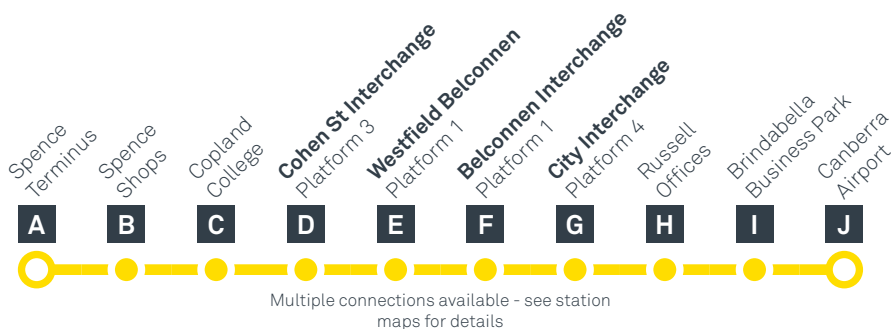 Spence
Terminus
Spence
Shops
Copland
College
Cohen St Interchange
Platform 3
Westfield Belconnen
Platform 1
Belconnen Interchange
Platform 1
City Interchange
Platform 4
Russell
Offices
Brindabella
Business Park
Canberra
Airport
A B C D E F G H I J
Multiple connections available - see station
maps for details